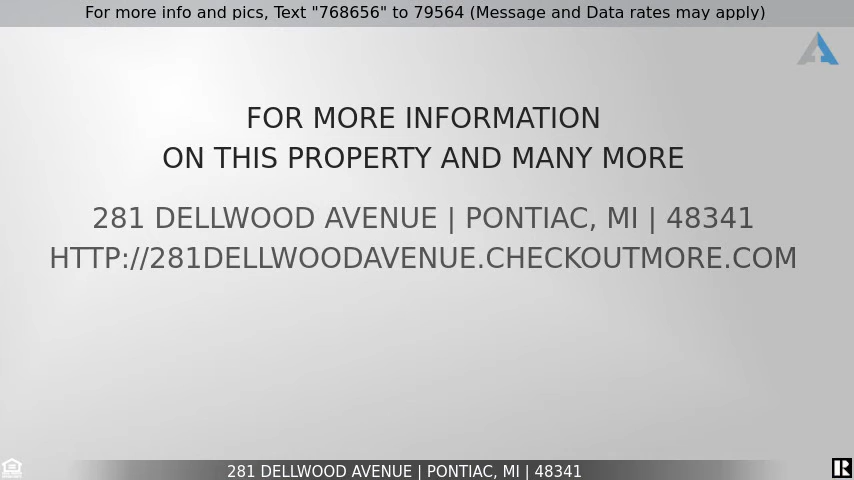 For more info and pics, Text "768656" to 79564 (Message and Data rates may apply)
FOR MORE INFORMATION
ON THIS PROPERTY AND MANY MORE
281 DELLWOOD AVENUE | PONTIAC, MI | 48341
HTTP://281DELLWOODAVENUE.CHECKOUTMORE.COM
281 DELLWOOD AVENUE | PONTIAC, MI | 48341